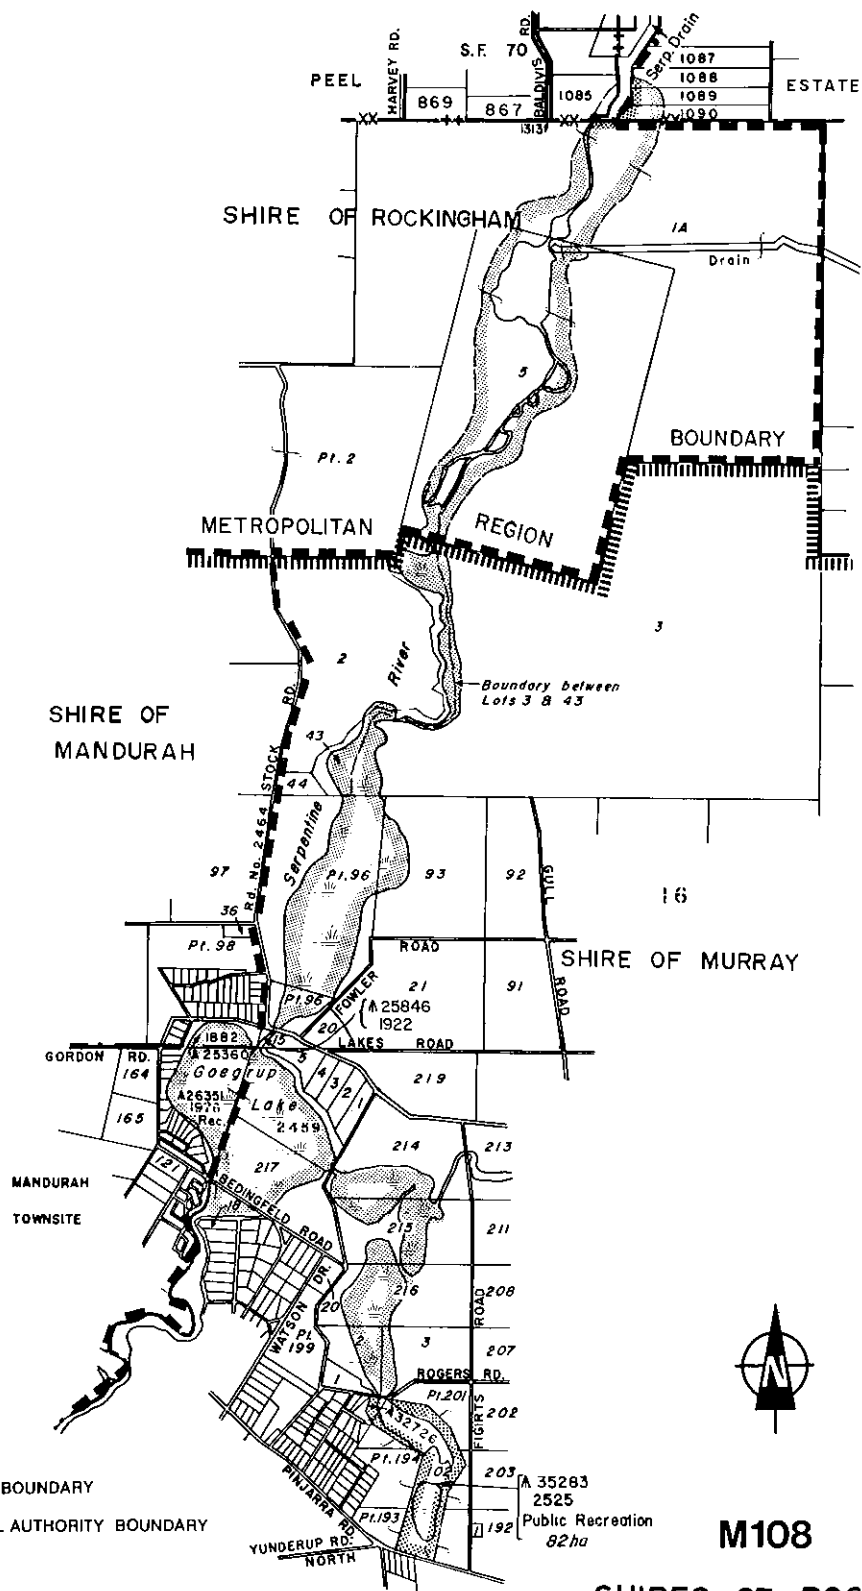 Serp. Drain
RD.
HARVEY RD.
S.F. 70
BALDIVIS
1087
1088
1089
1090
PEEL
ESTATE
869
867
1085
1313
SHIRE OF ROCKINGHAM
1A
Drain
5
BOUNDARY
Pt. 2
METROPOLITAN
REGION
3
2
River
RD.
Boundary between
Lots 3 & 43
SHIRE OF
MANDURAH
43
44
STOCK
Rd. No. 2464
Serpentine
97
Pt.96
93
92
GULL
16
36
Pt. 98
ROAD
SHIRE OF MURRAY
Pt.96
FOWLER
21
91
ROAD
20
25846
1922
1882
25360
LAKES ROAD
GORDON RD.
164
Goegrup
5
4
3
2
1
219
26351
1976
Rec.
Lake
2459
165
214
213
121
217
MANDURAH
TOWNSITE
BEDINGFELD ROAD
18
215
211
216
208
ROAD
20
WATSON DR.
Pt.
199
2
3
207
1
ROGERS RD.
Pt.201
FIGIRTS
202
32726
Pt.194
203
35283
2525
Public Recreation
82ha
BOUNDARY
AUTHORITY BOUNDARY
PINJARRA RD.
Pt.193
192
YUNDERUP RD.
NORTH
N
M108